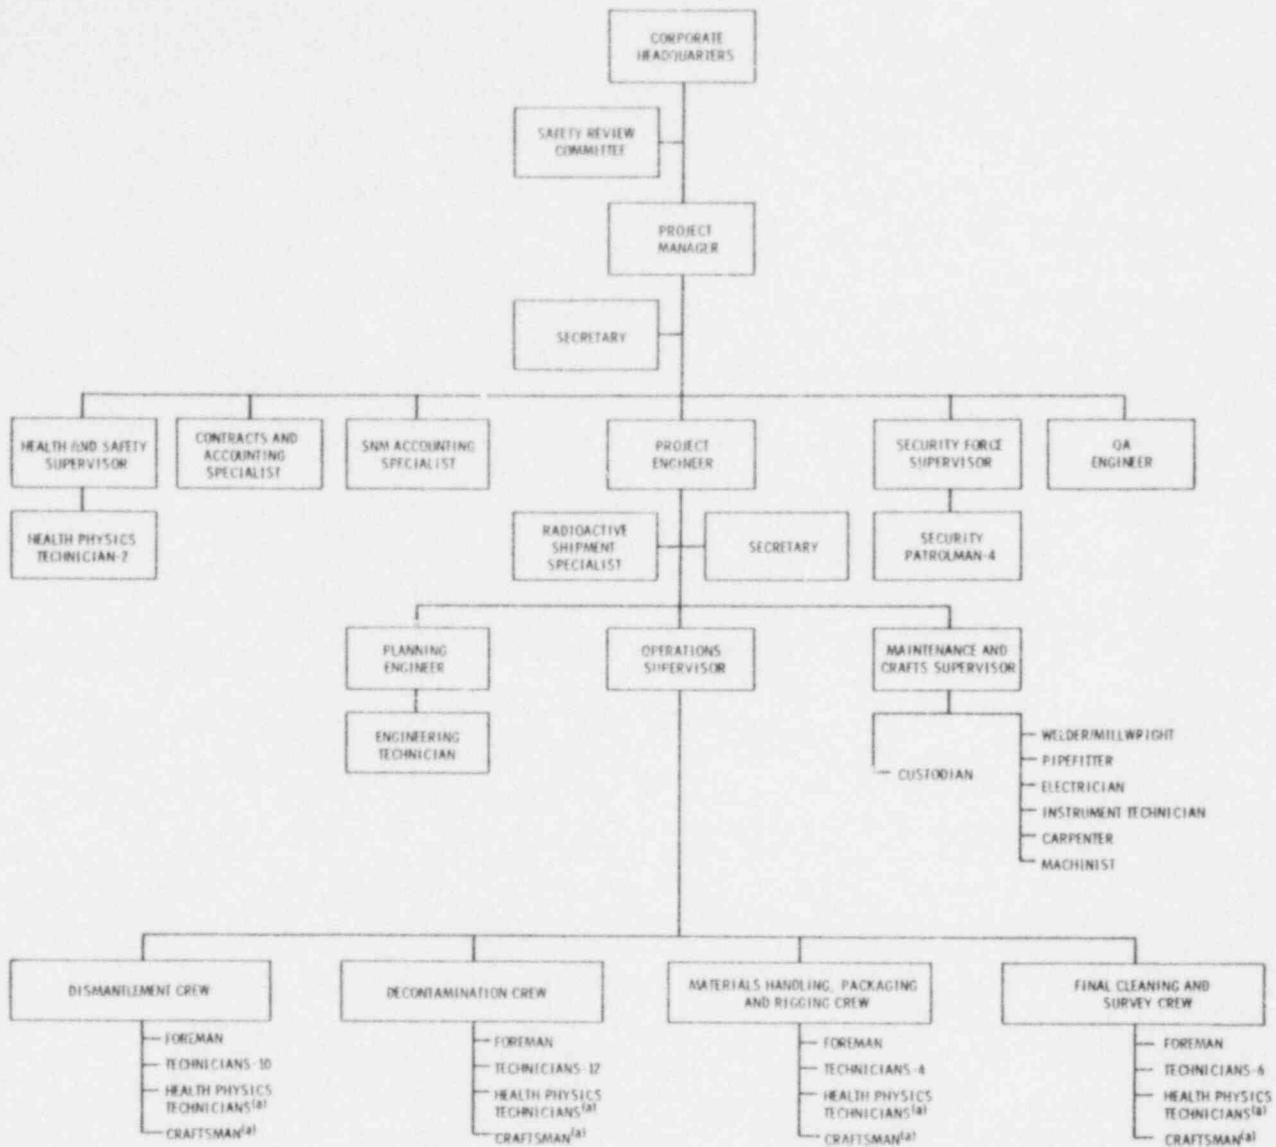 CORPORATE
HEADQUARTERS
SAFETY REVIEW
COMMITTEE
PROJECT
MANAGER
SECRETARY
HEALTH AND SAFETY
SUPERVISOR
CONTRACTS AND
ACCOUNTING
SPECIALIST
SNM ACCOUNTING
SPECIALIST
PROJECT
ENGINEER
SECURITY FORCE
SUPERVISOR
QA
ENGINEER
HEALTH PHYSICS
TECHNICIAN-2
RADIOACTIVE
SHIPMENT
SPECIALIST
SECRETARY
SECURITY
PATROLMAN-4
PLANNING
ENGINEER
OPERATIONS
SUPERVISOR
MAINTENANCE AND
CRAFTS SUPERVISOR
ENGINEERING
TECHNICIAN
CUSTODIAN
WELDER/MILLWRIGHT
PIPEFITTER
ELECTRICIAN
INSTRUMENT TECHNICIAN
CARPENTER
MACHINIST
DISMANTLEMENT CREW
FOREMAN
TECHNICIANS-10
HEALTH PHYSICS
TECHNICIANS(a)
CRAFTSMAN(a)
DECONTAMINATION CREW
FOREMAN
TECHNICIANS-12
HEALTH PHYSICS
TECHNICIANS(a)
CRAFTSMAN(a)
MATERIALS HANDLING, PACKAGING
AND RIGGING CREW
FOREMAN
TECHNICIANS-4
HEALTH PHYSICS
TECHNICIANS(a)
CRAFTSMAN(a)
FINAL CLEANING AND
SURVEY CREW
FOREMAN
TECHNICIANS-6
HEALTH PHYSICS
TECHNICIANS(a)
CRAFTSMAN(a)